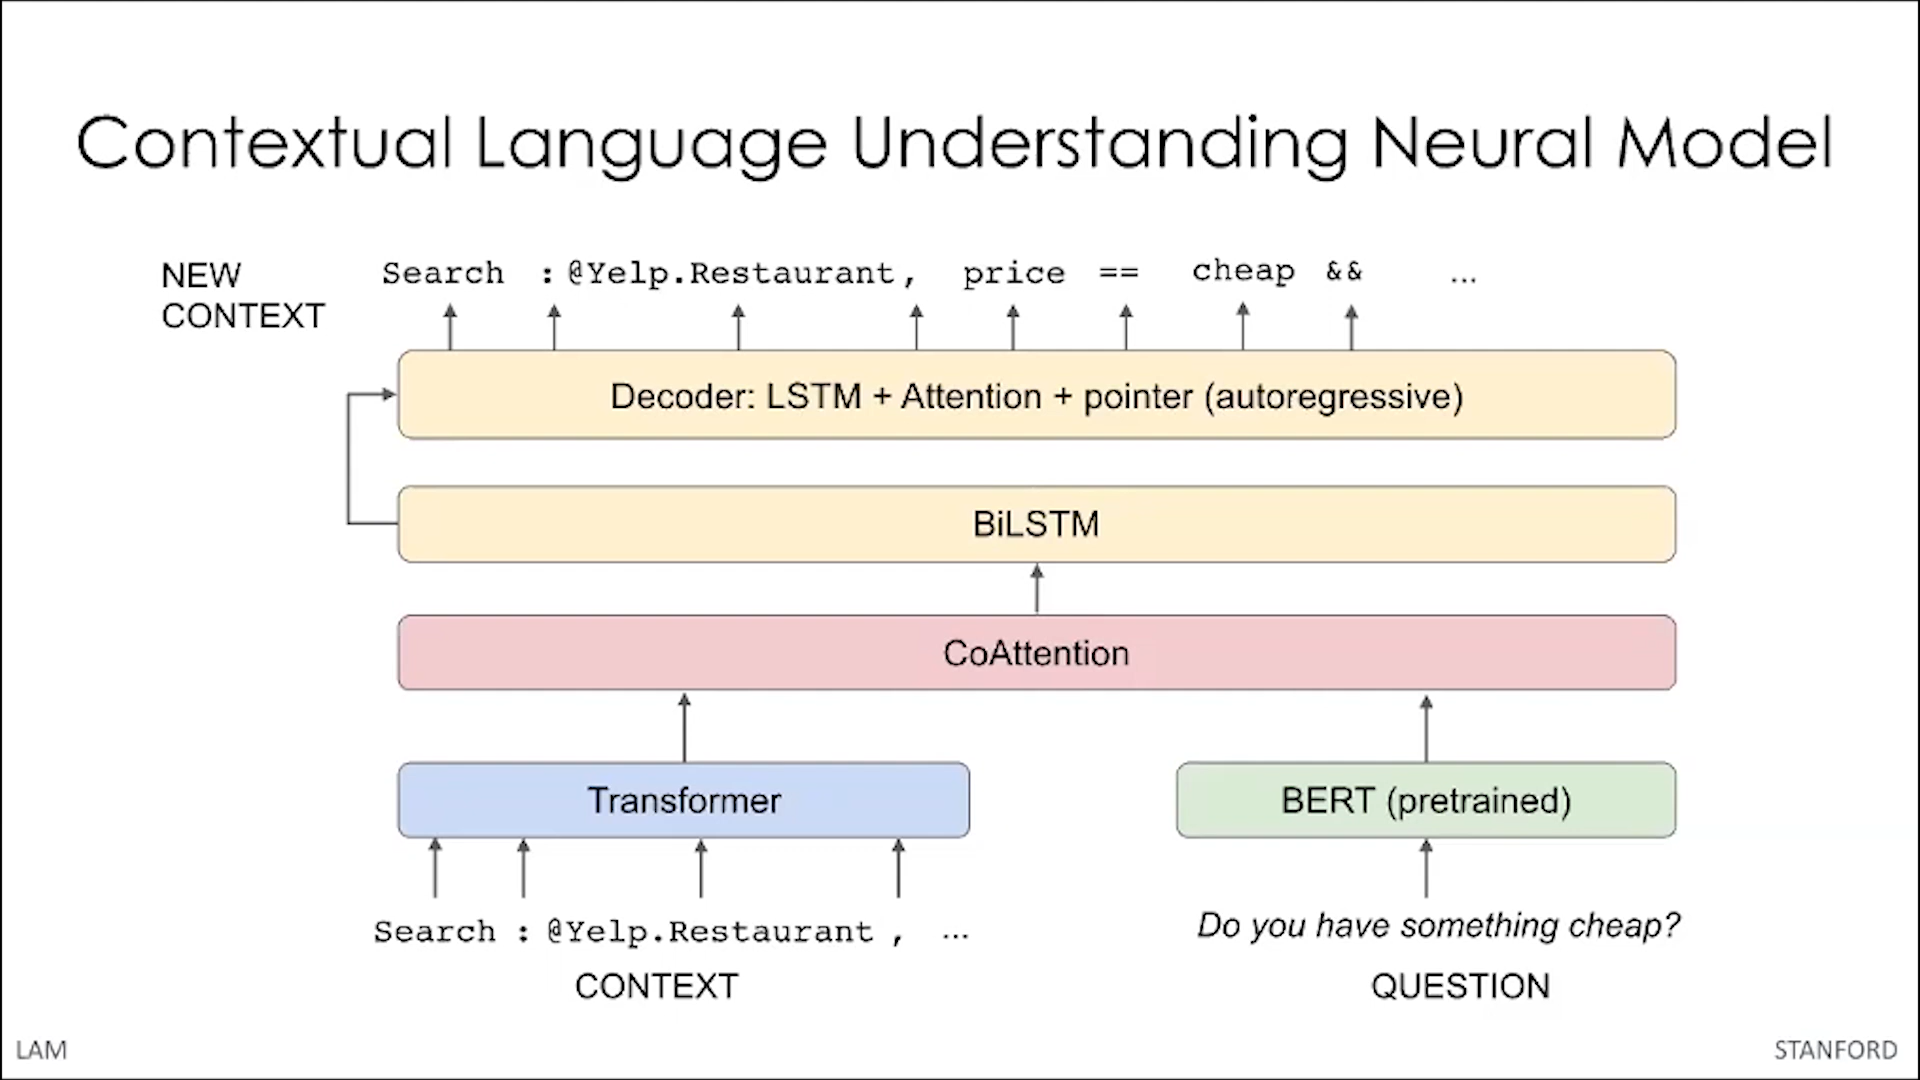 Contextual Language Understanding Neural Model
NEW
CONTEXT
Search : @Yelp.Restaurant, price == cheap && ...
Decoder: LSTM + Attention + pointer (autoregressive)
BiLSTM
CoAttention
Transformer
BERT (pretrained)
Search : @Yelp.Restaurant , ...
Do you have something cheap?
CONTEXT
QUESTION
LAM
STANFORD